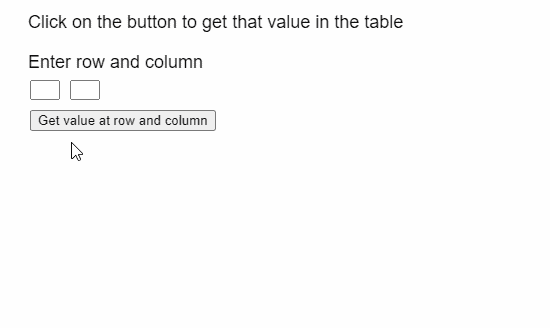 Click on the button to get that value in the table
Enter row and column
Get value at row and column